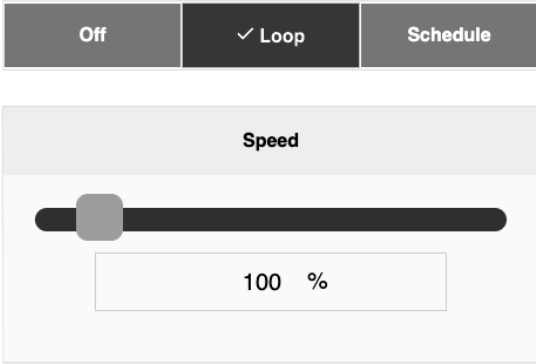 Off ✓ Loop Schedule
Speed
100 %